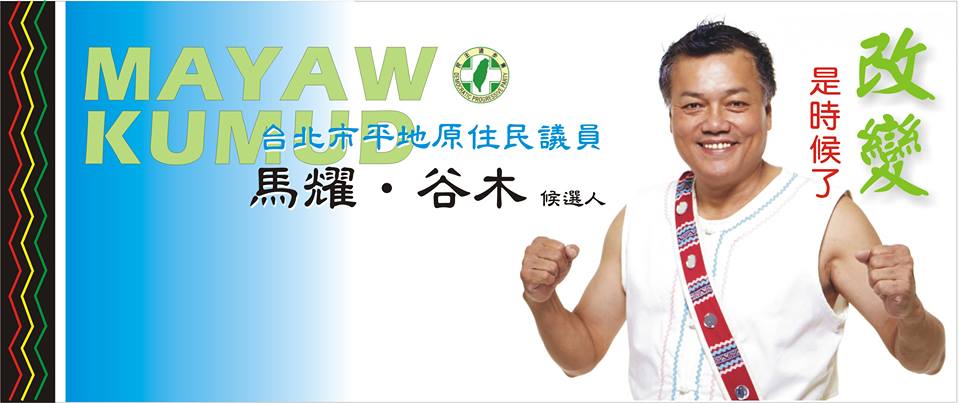 MAYAW
KUMUD
民主進步黨
DEMOCRATIC PROGRESSIVE PARTY
台北市平地原住民議員
馬耀・谷木 候選人
改變
是時候了